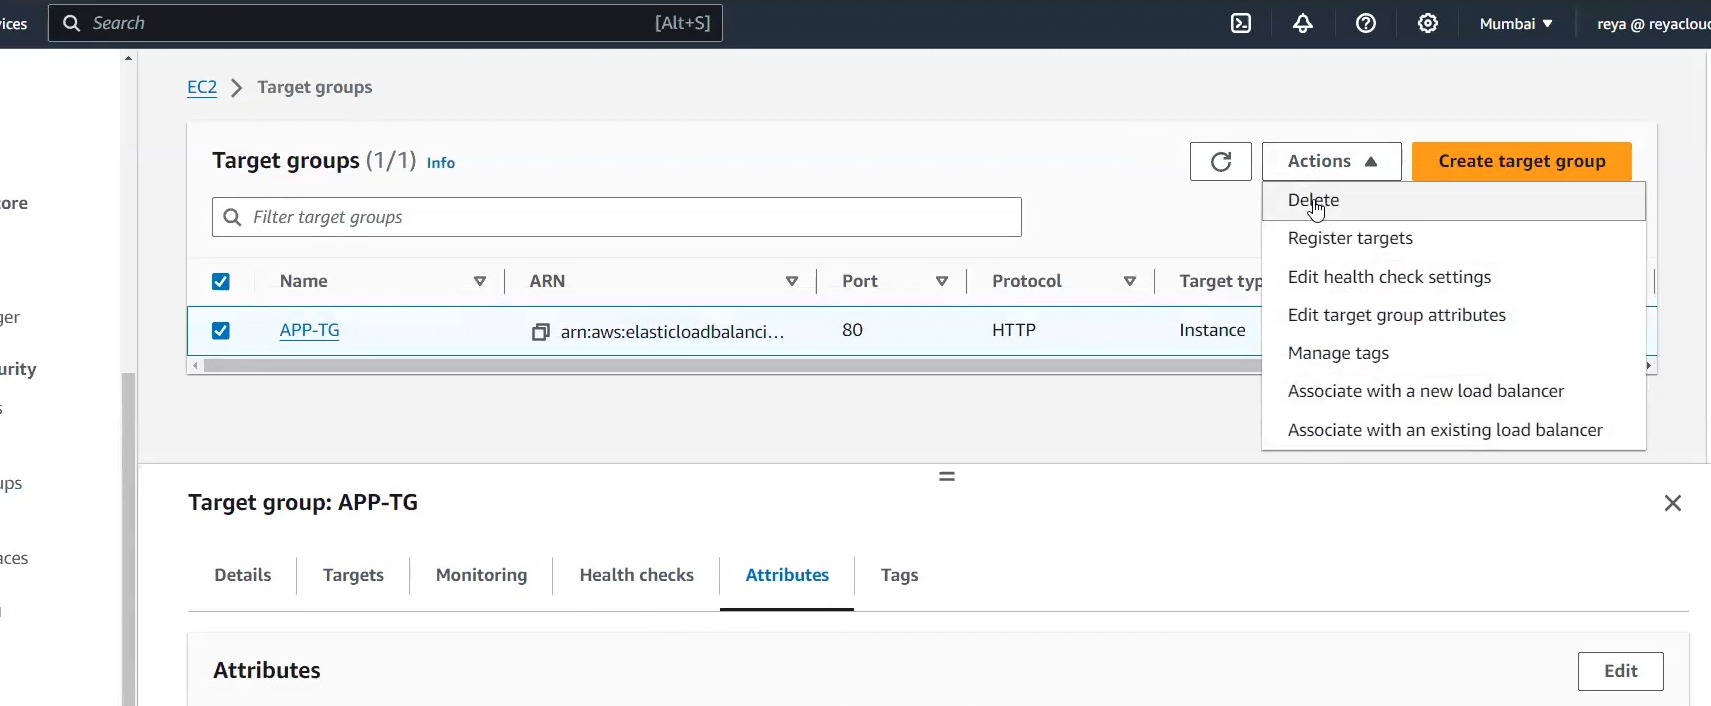 ices Search [Alt+S] Mumbai reya @ reyaclou
EC2 Target groups
Target groups (1/1) Info
Actions
Create target group
Filter target groups
Delete
Register targets
Edit health check settings
Edit target group attributes
Manage tags
Associate with a new load balancer
Associate with an existing load balancer
Name ARN Port Protocol Target typ
APP-TG arn:aws:elasticloadbalanci... 80 HTTP Instance
ore
ger
urity
s
ups
aces
Target group: APP-TG
Details Targets Monitoring Health checks Attributes Tags
Attributes
Edit